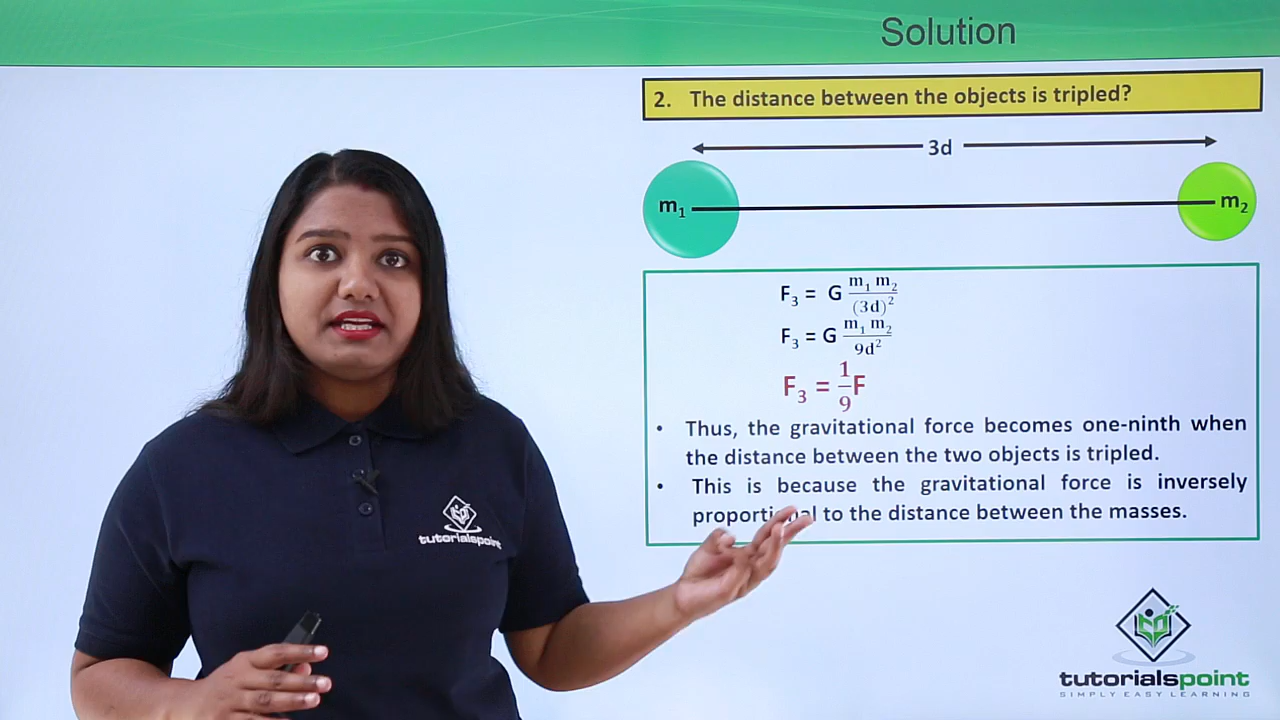 Solution
2. The distance between the objects is tripled?
3d
m₁
m₂
F₃ = G m₁ m₂ / (3d)²
F₃ = G m₁ m₂ / 9d²
F₃ = 1/9 F
• Thus, the gravitational force becomes one-ninth when
the distance between the two objects is tripled.
• This is because the gravitational force is inversely
proportional to the distance between the masses.
tutorialspoint
tutorialspoint
SIMPLY EASY LEARNING